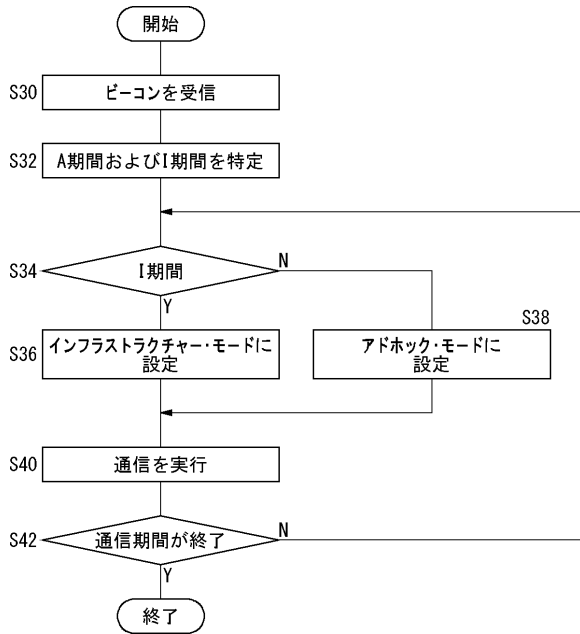 開始
S30
ビーコンを受信
S32
A期間およびI期間を特定
S34
I期間
N
Y
S36
インフラストラクチャー・モードに
設定
S38
アドホック・モードに
設定
S40
通信を実行
S42
通信期間が終了
N
Y
終了